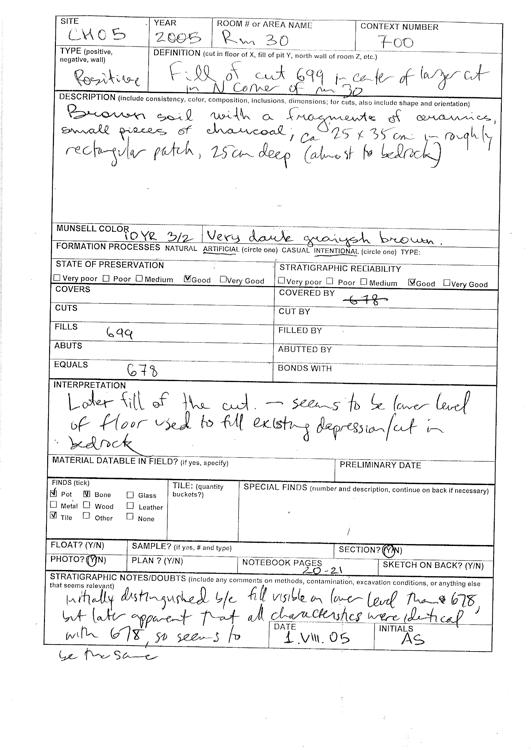 SITE YEAR ROOM # or AREA NAME CONTEXT NUMBER
CH05 2005 Rm 30 700
TYPE (positive, negative, wall) DEFINITION (cut in floor of X, fill of pit Y, north wall of room Z, etc.)
Positive Fill of cut 699 in center of larger cut
in N corner of rm 30
DESCRIPTION (include consistency, color, composition, inclusions, dimensions; for cuts, also include shape and orientation)
Brown soil with a fragments of ceramics,
small pieces of charcoal; ca 25 x 35 cm in roughly
rectangular patch, 25 cm deep (almost to bedrock)
MUNSELL COLOR 10YR 3/2 Very dark grayish brown.
FORMATION PROCESSES NATURAL ARTIFICIAL (circle one) CASUAL INTENTIONAL (circle one) TYPE:
STATE OF PRESERVATION STRATIGRAPHIC RELIABILITY
☐Very poor ☐ Poor ☐Medium ☑Good ☐Very Good ☐Very poor ☐ Poor ☐ Medium ☑Good ☐Very Good
COVERS COVERED BY 678
CUTS CUT BY
FILLS 699 FILLED BY
ABUTS ABUTTED BY
EQUALS 678 BONDS WITH
INTERPRETATION
Later fill of the cut. — seems to be lower level
of floor used to fill existing depression/cut in
bedrock
MATERIAL DATABLE IN FIELD? (if yes, specify) PRELIMINARY DATE
FINDS (tick) TILE: (quantity buckets?) SPECIAL FINDS (number and description, continue on back if necessary)
☑ Pot ☑ Bone ☐ Glass
☐ Metal ☐ Wood ☐ Leather
☑ Tile ☐ Other ☐ None
FLOAT? (Y/N) SAMPLE? (if yes, # and type) SECTION? (Y/N)
PHOTO? (Y/N) PLAN ? (Y/N) NOTEBOOK PAGES 20-21 SKETCH ON BACK? (Y/N)
STRATIGRAPHIC NOTES/DOUBTS (include any comments on methods, contamination, excavation conditions, or anything else
that seems relevant)
initially distinguished b/c fill visible on lower level than 678,
but later apparent that all characteristics were identical
with 678, so seems to
be the same
DATE INITIALS
1.VIII.05 AS